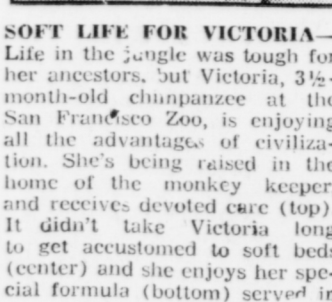 SOFT LIFE FOR VICTORIA—
Life in the jungle was tough for
her ancestors, but Victoria, 3½-
month-old chimpanzee at the
San Francisco Zoo, is enjoying
all the advantages of civiliza-
tion. She's being raised in the
home of the monkey keeper
and receives devoted care (top)
It didn't take Victoria long
to get accustomed to soft beds
(center) and she enjoys her spe-
cial formula (bottom) served in